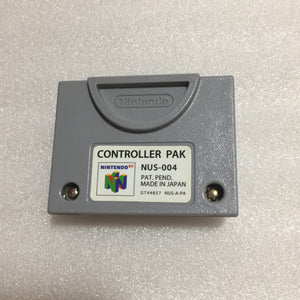 Nintendo
CONTROLLER PAK
NINTENDO 64
NUS-004
PAT. PEND.
MADE IN JAPAN
G744857 NUS-A-PA